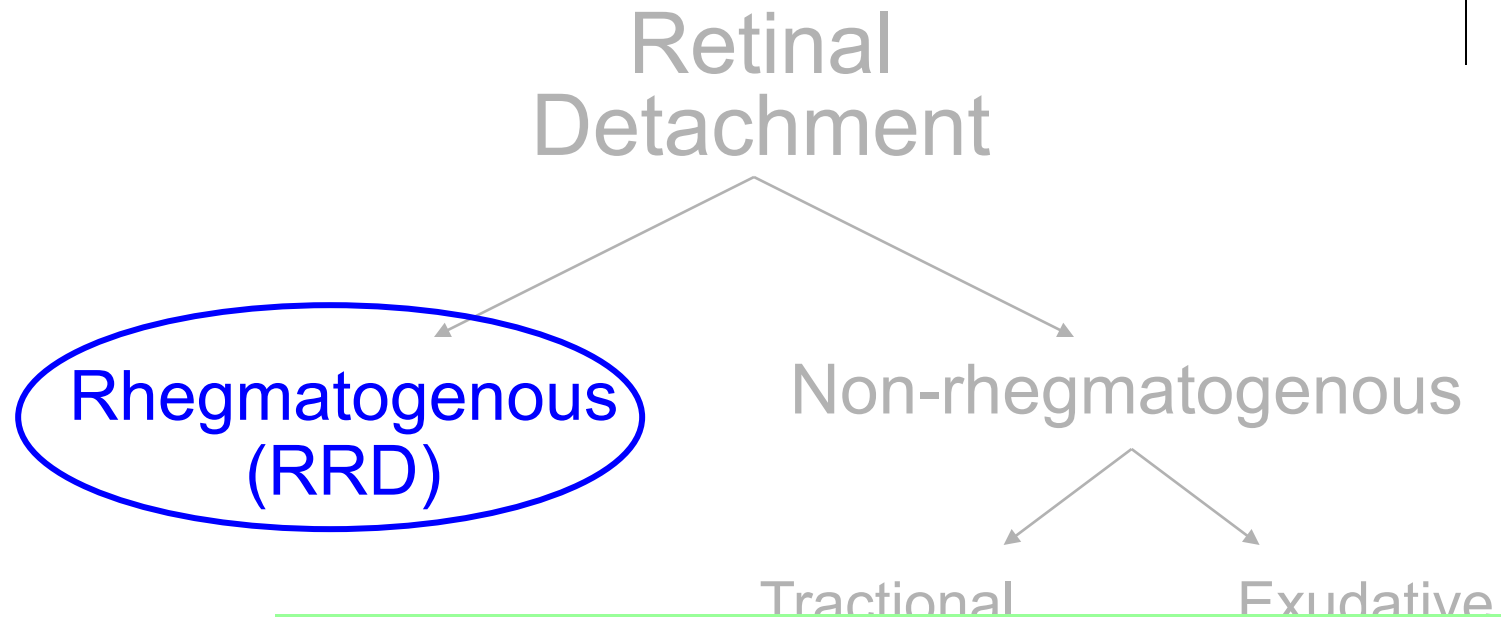 Retinal
Detachment
Rhegmatogenous
(RRD)
Non-rhegmatogenous
Tractional
Exudative